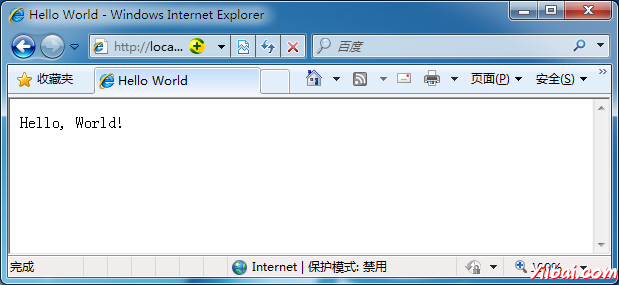 Hello World - Windows Internet Explorer
http://loca...
百度
收藏夹
Hello World
页面(P)
安全(S)
Hello, World!
完成
Internet | 保护模式: 禁用
Yiibai.com